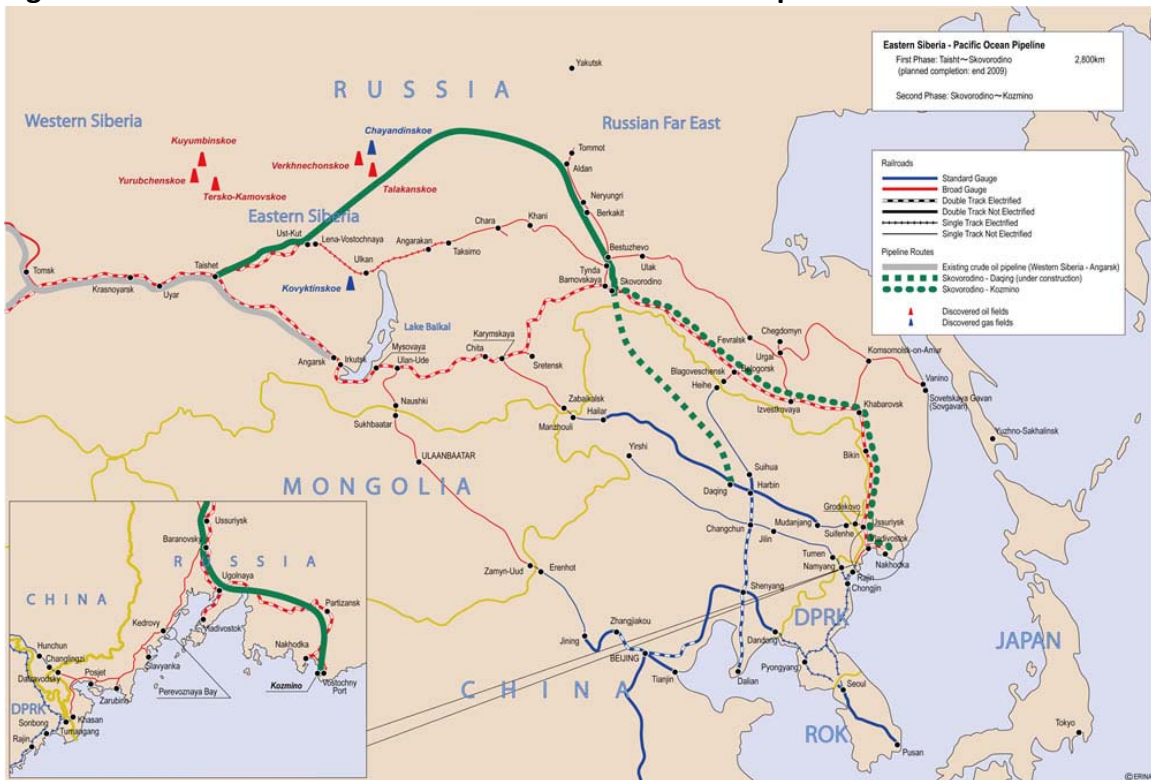 Eastern Siberia - Pacific Ocean Pipeline
First Phase: Taisht～Skovorodino 2,800km
(planned completion: end 2009)
Second Phase: Skovorodino～Kozmino
Railroads
Standard Gauge
Broad Gauge
Double Track Electrified
Double Track Not Electrified
Single Track Electrified
Single Track Not Electrified
Pipeline Routes
Existing crude oil pipeline (Western Siberia - Angarsk)
Skovorodino - Daqing (under construction)
Skovorodino - Kozmino
Discovered oil fields
Discovered gas fields
RUSSIA
Yakutsk
Western Siberia
Russian Far East
Kuyumbinskoe
Chayandinskoe
Verkhnechonskoe
Yurubchenskoe
Tersko-Kamovskoe
Talakanskoe
Tommot
Aldan
Neryungri
Berkakit
Eastern Siberia
Ust-Kut
Lena-Vostochnaya
Chara
Khani
Angarakan
Taksimo
Ulkan
Bestuzhevo
Ulak
Tynda
Bamovskaya
Skovorodino
Tomsk
Krasnoyarsk
Uyar
Taishet
Kovyktinskoe
Lake Baikal
Karymskaya
Angarsk
Irkutsk
Mysovaya
Ulan-Ude
Chita
Sretensk
Fevralsk
Chegdomyn
Urgal
Komsomolsk-on-Amur
Vanino
Sovetskaya Gavan
(Sovgavan)
Blagoveschensk
Belogorsk
Heihe
Izvestkovaya
Khabarovsk
Yuzhno-Sakhalinsk
Naushki
Sukhbaatar
Zabaikalsk
Hailar
Manzhouli
Yirshi
ULAANBAATAR
MONGOLIA
Bikin
Suihua
Daqing
Harbin
Grodekovo
Mudanjang
Suifenhe
Ussuriysk
Changchun
Jilin
Vladivostok
Nakhodka
Tumen
Namyang
Rajin
Chongjin
Zamyn-Uud
Erenhot
Shenyang
DPRK
JAPAN
Zhangjiakou
Jining
BEIJING
Dandong
Pyongyang
Tianjin
Dalian
CHINA
Seoul
ROK
Pusan
Tokyo
Ussuriysk
Baranovsky
RUSSIA
Ugolnaya
CHINA
Partizansk
Kedrovy
Vladivostok
Hunchun
Changlingzi
Nakhodka
Slavyanka
Posjet
Kozmino
Vostochny
Port
Perevoznaya Bay
Zarubino
DPRK
Khasan
Sonbong
Tumangang
Rajin
©ERINA